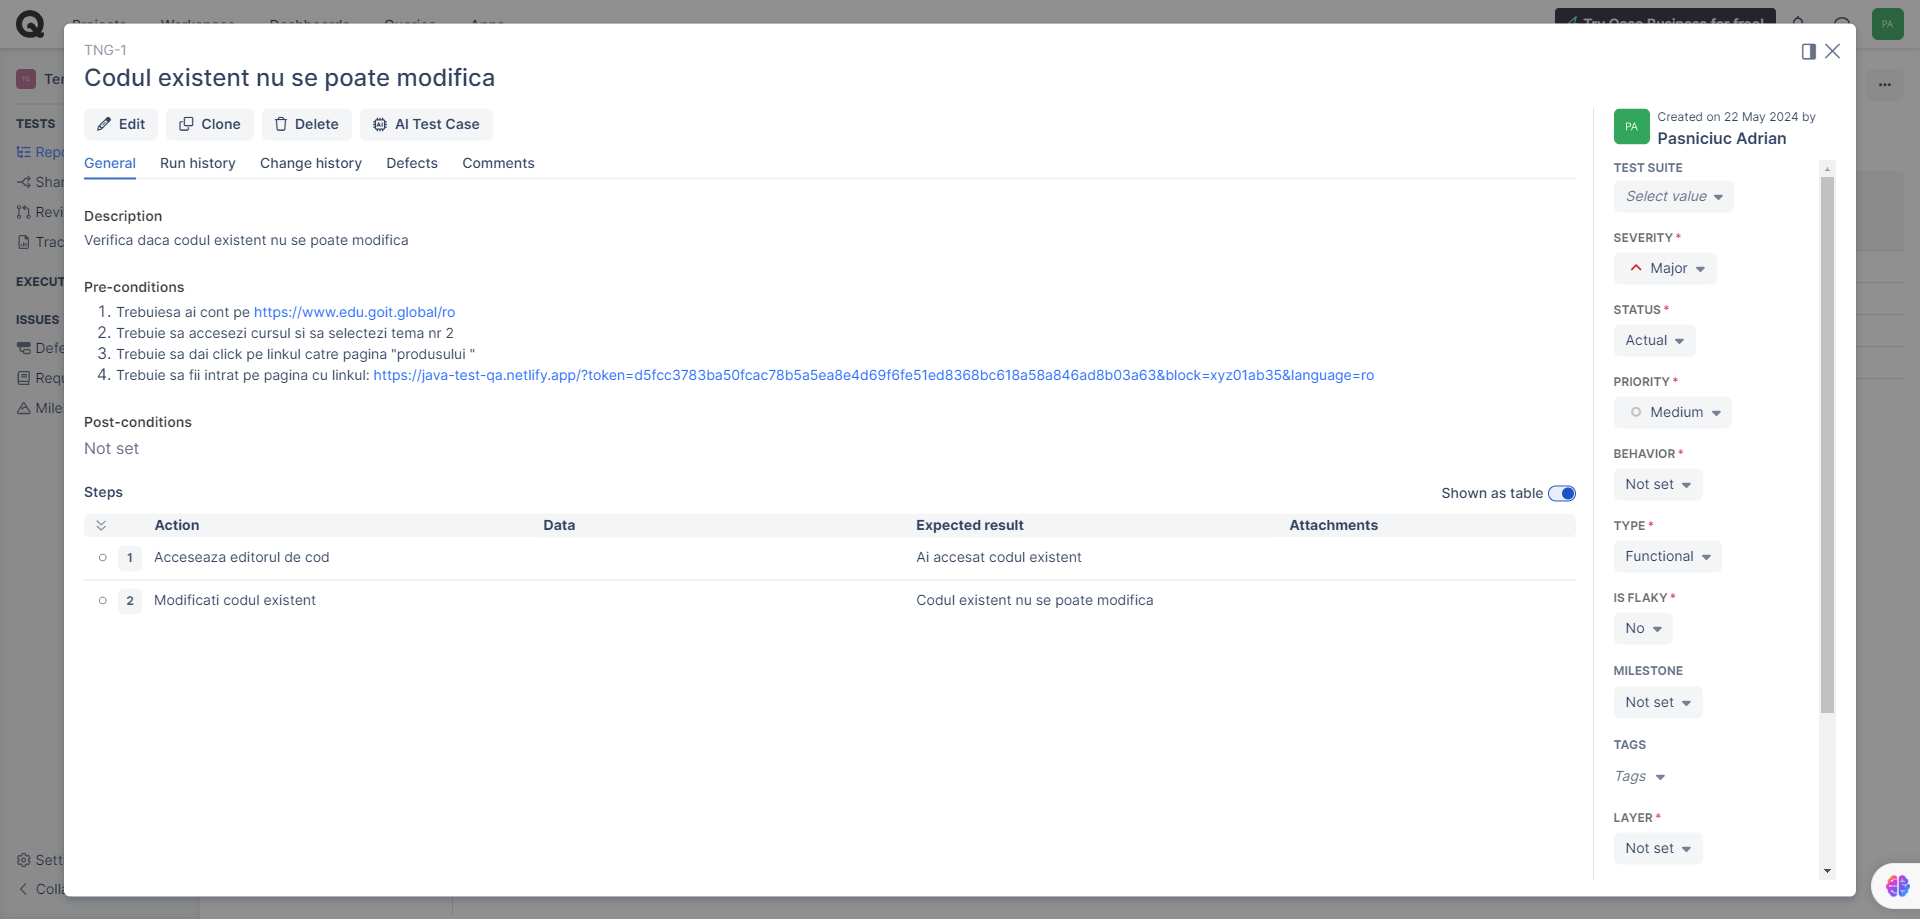 TNG-1
Codul existent nu se poate modifica
Edit
Clone
Delete
AI Test Case
General
Run history
Change history
Defects
Comments
Description
Verifica daca codul existent nu se poate modifica
Pre-conditions
1. Trebuiesa ai cont pe https://www.edu.goit.global/ro
2. Trebuie sa accesezi cursul si sa selectezi tema nr 2
3. Trebuie sa dai click pe linkul catre pagina "produsului "
4. Trebuie sa fii intrat pe pagina cu linkul: https://java-test-qa.netlify.app/?token=d5fcc3783ba50fcac78b5a5ea8e4d69f6fe51ed8368bc618a58a846ad8b03a63&block=xyz01ab35&language=ro
Post-conditions
Not set
Steps
Shown as table
Action Data Expected result Attachments
1 Acceseaza editorul de cod Ai accesat codul existent
2 Modificati codul existent Codul existent nu se poate modifica
PA
Created on 22 May 2024 by
Pasniciuc Adrian
TEST SUITE
Select value
SEVERITY*
Major
STATUS*
Actual
PRIORITY*
Medium
BEHAVIOR*
Not set
TYPE*
Functional
IS FLAKY*
No
MILESTONE
Not set
TAGS
Tags
LAYER*
Not set
PA
TESTS
ISSUES